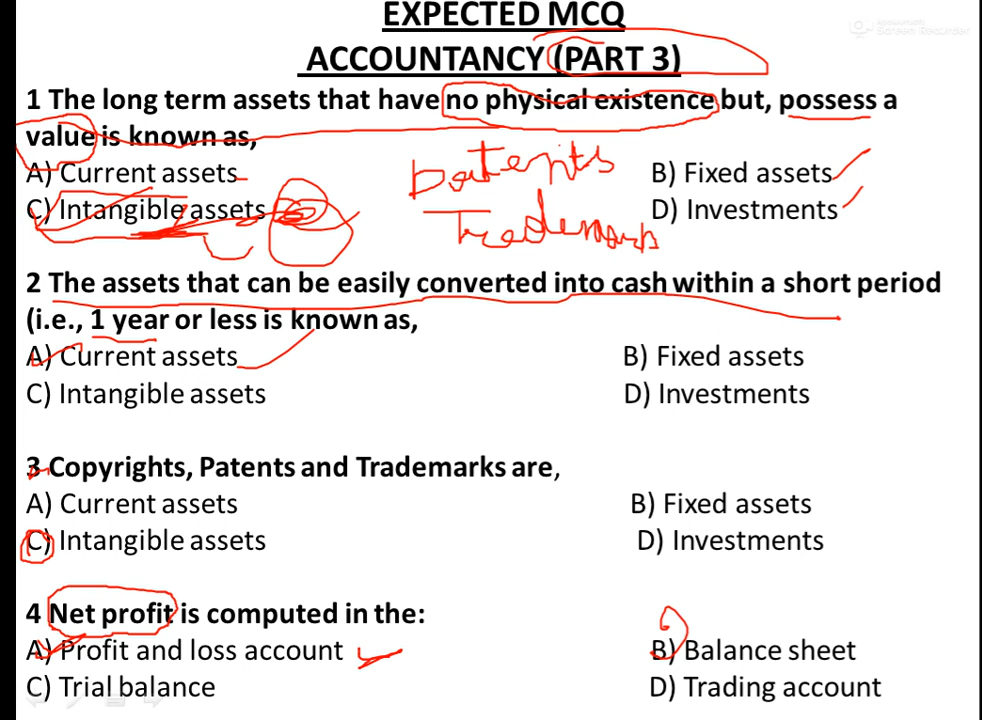 EXPECTED MCQ
ACCOUNTANCY (PART 3)
1 The long term assets that have no physical existence but, possess a
value is known as,
A) Current assets B) Fixed assets
C) Intangible assets D) Investments
Patents
Trademark
2 The assets that can be easily converted into cash within a short period
(i.e., 1 year or less is known as,
A) Current assets B) Fixed assets
C) Intangible assets D) Investments
3 Copyrights, Patents and Trademarks are,
A) Current assets B) Fixed assets
C) Intangible assets D) Investments
4 Net profit is computed in the:
A) Profit and loss account B) Balance sheet
C) Trial balance D) Trading account
Screen Recorder